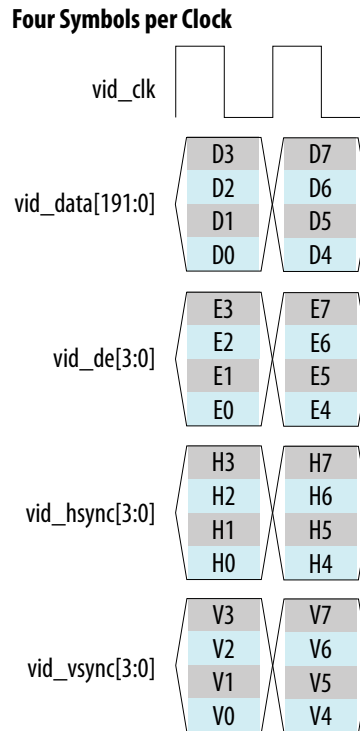 Four Symbols per Clock
vid_clk
vid_data[191:0]
D3 D7
D2 D6
D1 D5
D0 D4
vid_de[3:0]
E3 E7
E2 E6
E1 E5
E0 E4
vid_hsync[3:0]
H3 H7
H2 H6
H1 H5
H0 H4
vid_vsync[3:0]
V3 V7
V2 V6
V1 V5
V0 V4